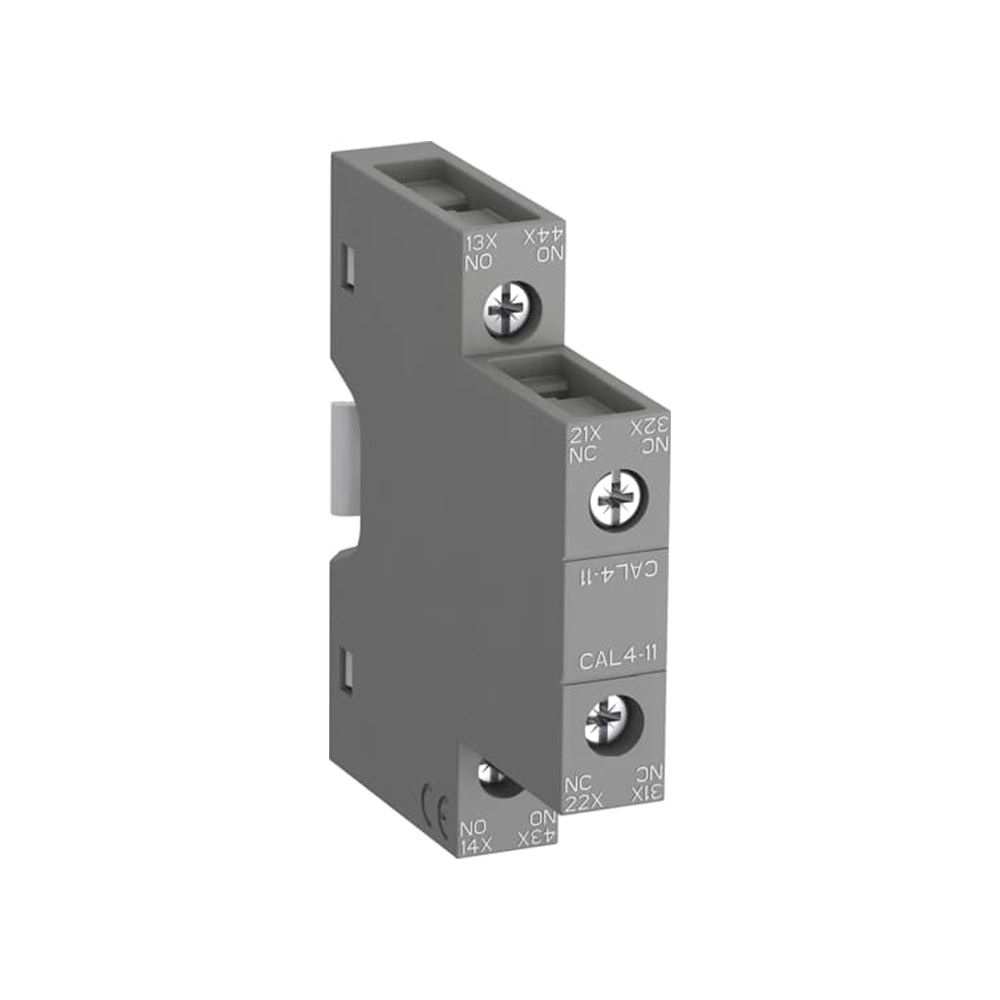 13X 44X
NO NO
21X 32X
NC NC
CAL4-11
CAL4-11
NC NC
22X 31X
NO NO
14X 43X
CE